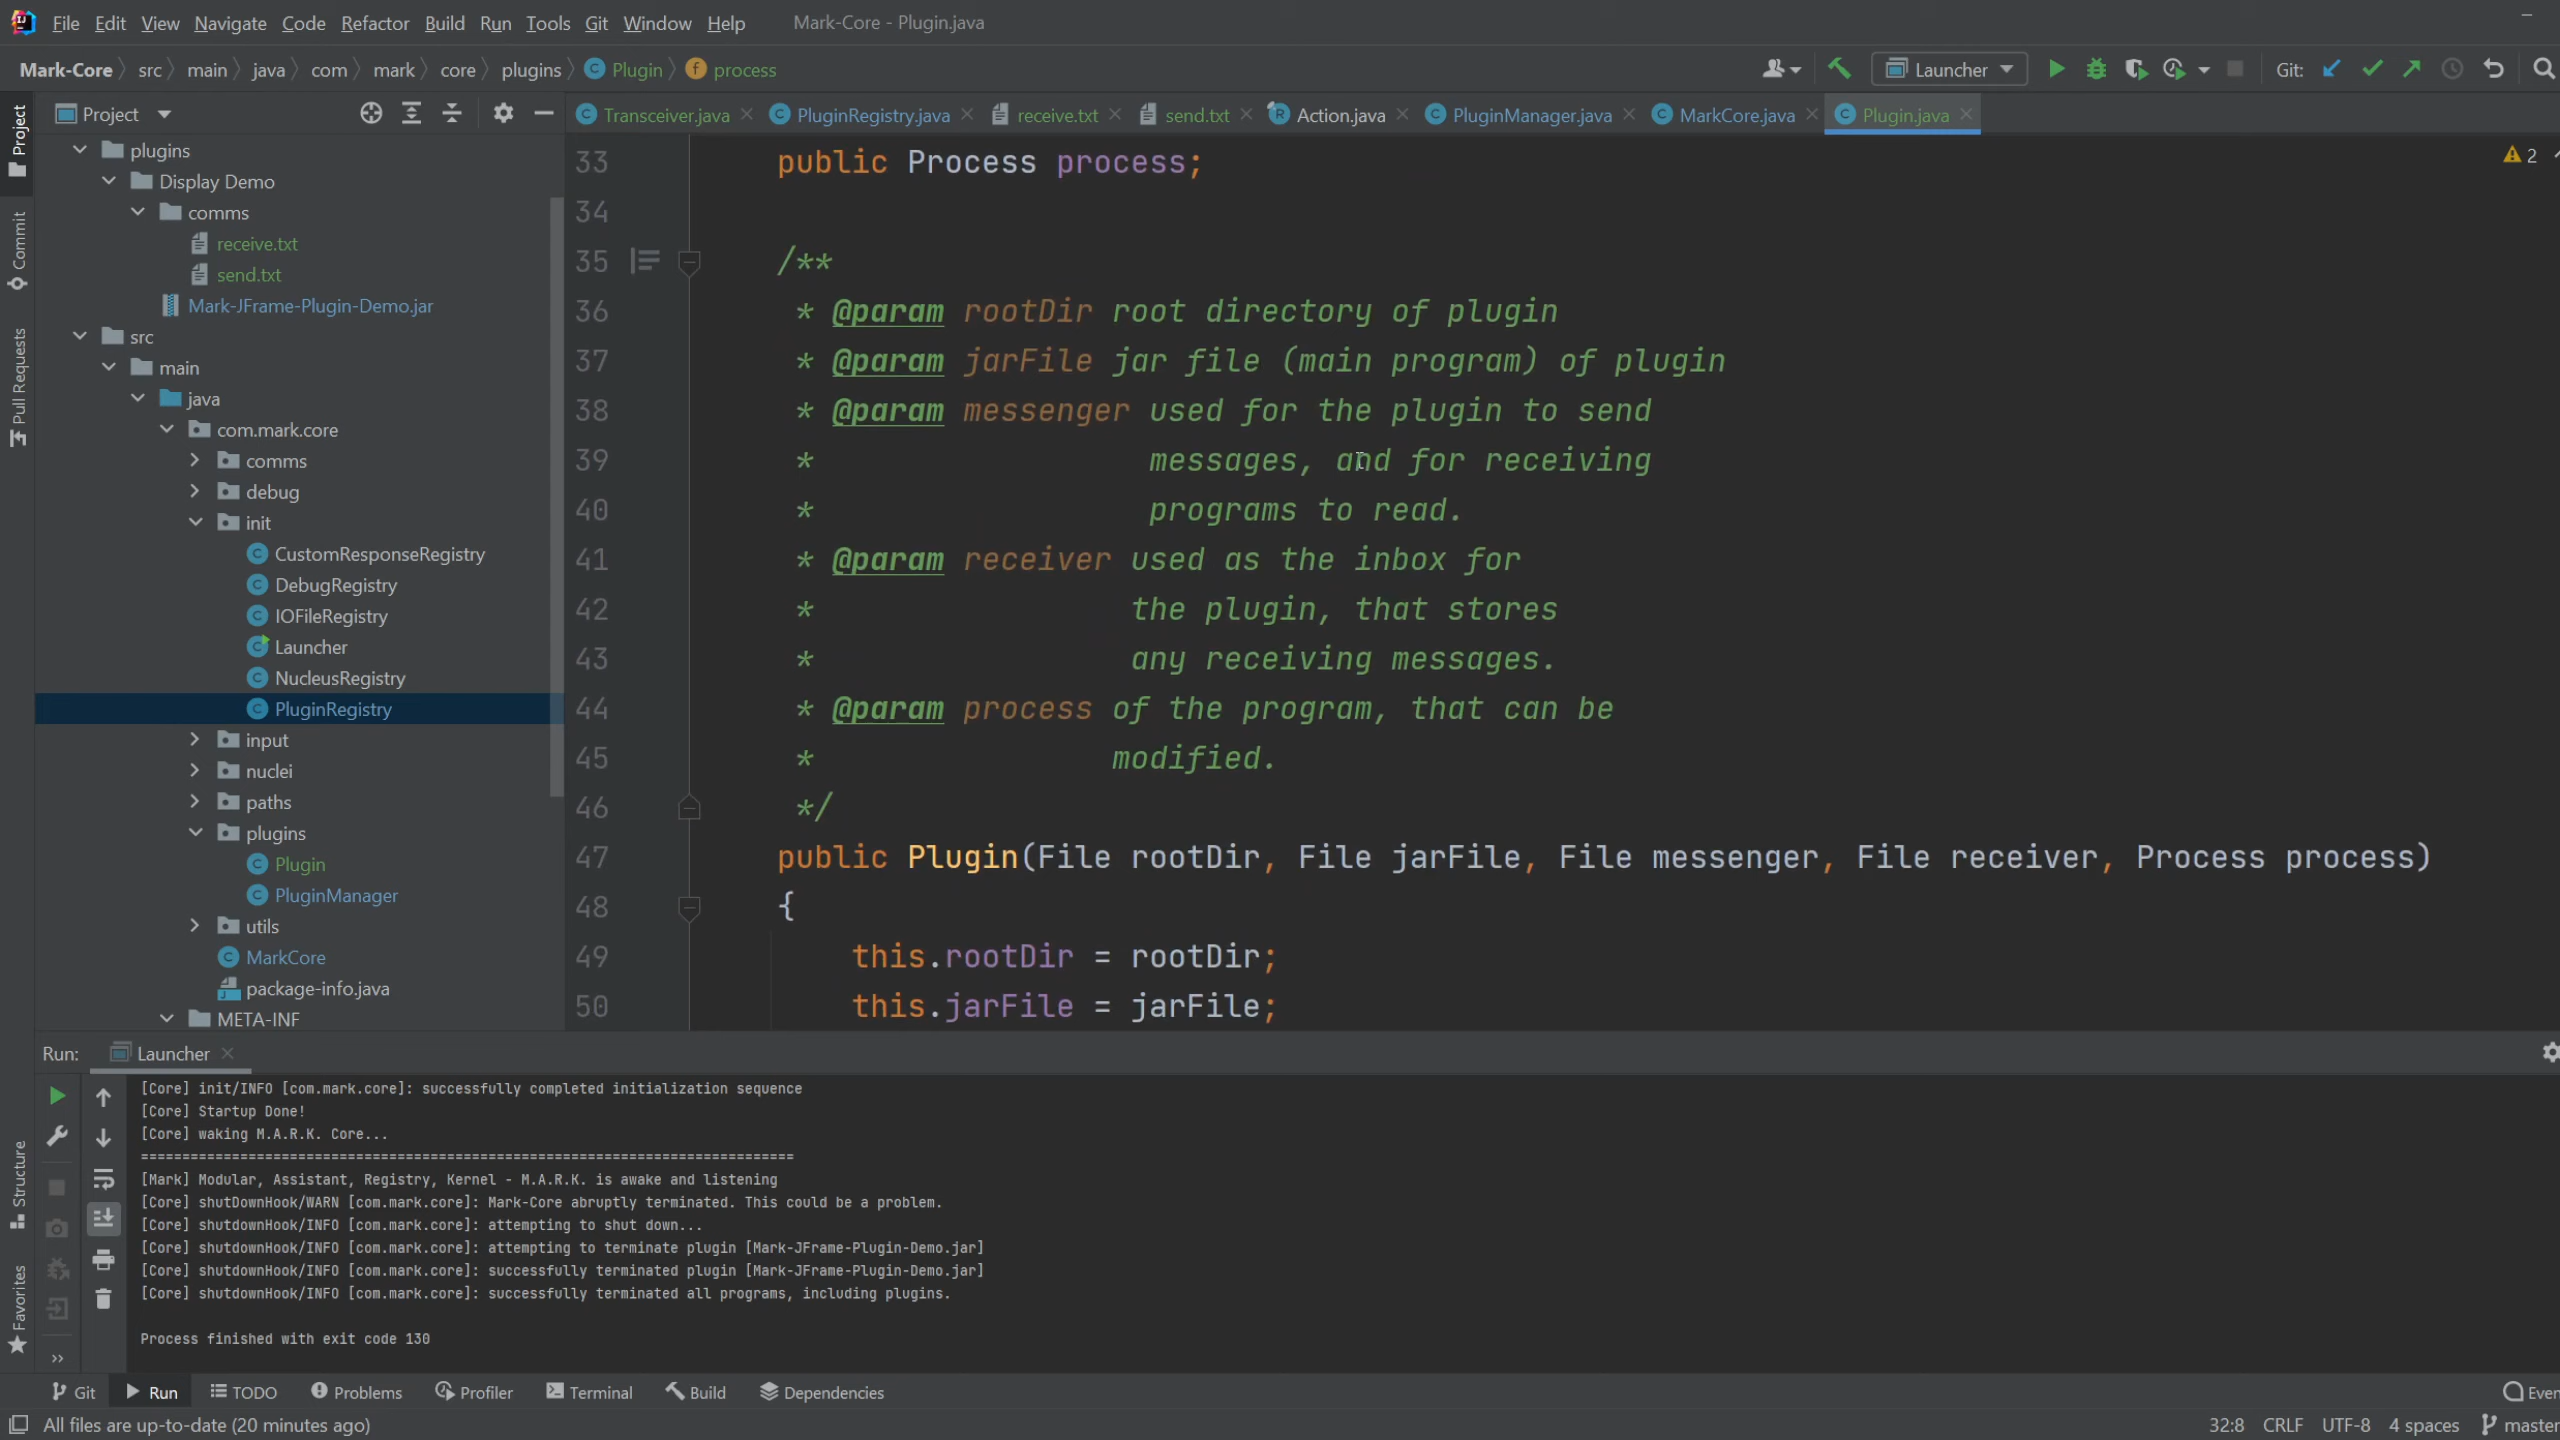 File Edit View Navigate Code Refactor Build Run Tools Git Window Help Mark-Core - Plugin.java
Mark-Core src main java com mark core plugins Plugin process Launcher Git:
Project Transceiver.java PluginRegistry.java receive.txt send.txt Action.java PluginManager.java MarkCore.java Plugin.java
Project
Commit
Pull Requests
Structure
Favorites
plugins
Display Demo
comms
receive.txt
send.txt
Mark-JFrame-Plugin-Demo.jar
src
main
java
com.mark.core
comms
debug
init
CustomResponseRegistry
DebugRegistry
IOFileRegistry
Launcher
NucleusRegistry
PluginRegistry
input
nuclei
paths
plugins
Plugin
PluginManager
utils
MarkCore
package-info.java
META-INF
2
33 public Process process;
34
35 /**
36 * @param rootDir root directory of plugin
37 * @param jarFile jar file (main program) of plugin
38 * @param messenger used for the plugin to send
39 * messages, and for receiving
40 * programs to read.
41 * @param receiver used as the inbox for
42 * the plugin, that stores
43 * any receiving messages.
44 * @param process of the program, that can be
45 * modified.
46 */
47 public Plugin(File rootDir, File jarFile, File messenger, File receiver, Process process)
48 {
49 this.rootDir = rootDir;
50 this.jarFile = jarFile;
Run: Launcher
[Core] init/INFO [com.mark.core]: successfully completed initialization sequence
[Core] Startup Done!
[Core] waking M.A.R.K. Core...
===============================================================================
[Mark] Modular, Assistant, Registry, Kernel - M.A.R.K. is awake and listening
[Core] shutDownHook/WARN [com.mark.core]: Mark-Core abruptly terminated. This could be a problem.
[Core] shutdownHook/INFO [com.mark.core]: attempting to shut down...
[Core] shutdownHook/INFO [com.mark.core]: attempting to terminate plugin [Mark-JFrame-Plugin-Demo.jar]
[Core] shutdownHook/INFO [com.mark.core]: successfully terminated plugin [Mark-JFrame-Plugin-Demo.jar]
[Core] shutdownHook/INFO [com.mark.core]: successfully terminated all programs, including plugins.
Process finished with exit code 130
Git Run TODO Problems Profiler Terminal Build Dependencies Even
All files are up-to-date (20 minutes ago) 32:8 CRLF UTF-8 4 spaces master